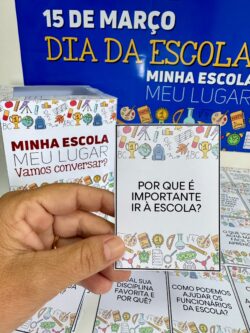 15 DE MARÇO
DIA DA ESCOLA
MINHA ESCOLA
MEU LUGAR
MINHA ESCOLA
MEU LUGAR
Vamos conversar?
POR QUE É
IMPORTANTE
IR À ESCOLA?
SUA
DISCIPLINA
FAVORITA E
POR QUÊ?
COMO PODEMOS
AJUDAR OS
FUNCIONÁRIOS
DA ESCOLA?